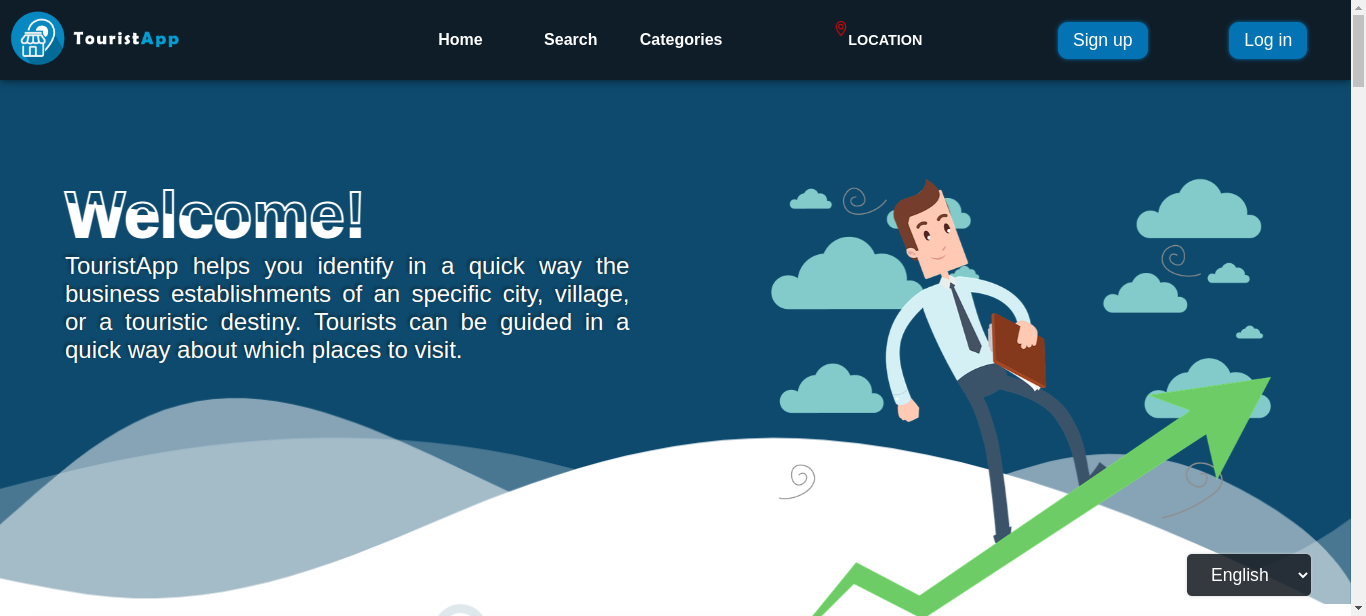 TouristApp
Home
Search
Categories
LOCATION
Sign up
Log in
Welcome!
TouristApp helps you identify in a quick way the
business establishments of an specific city, village,
or a touristic destiny. Tourists can be guided in a
quick way about which places to visit.
English